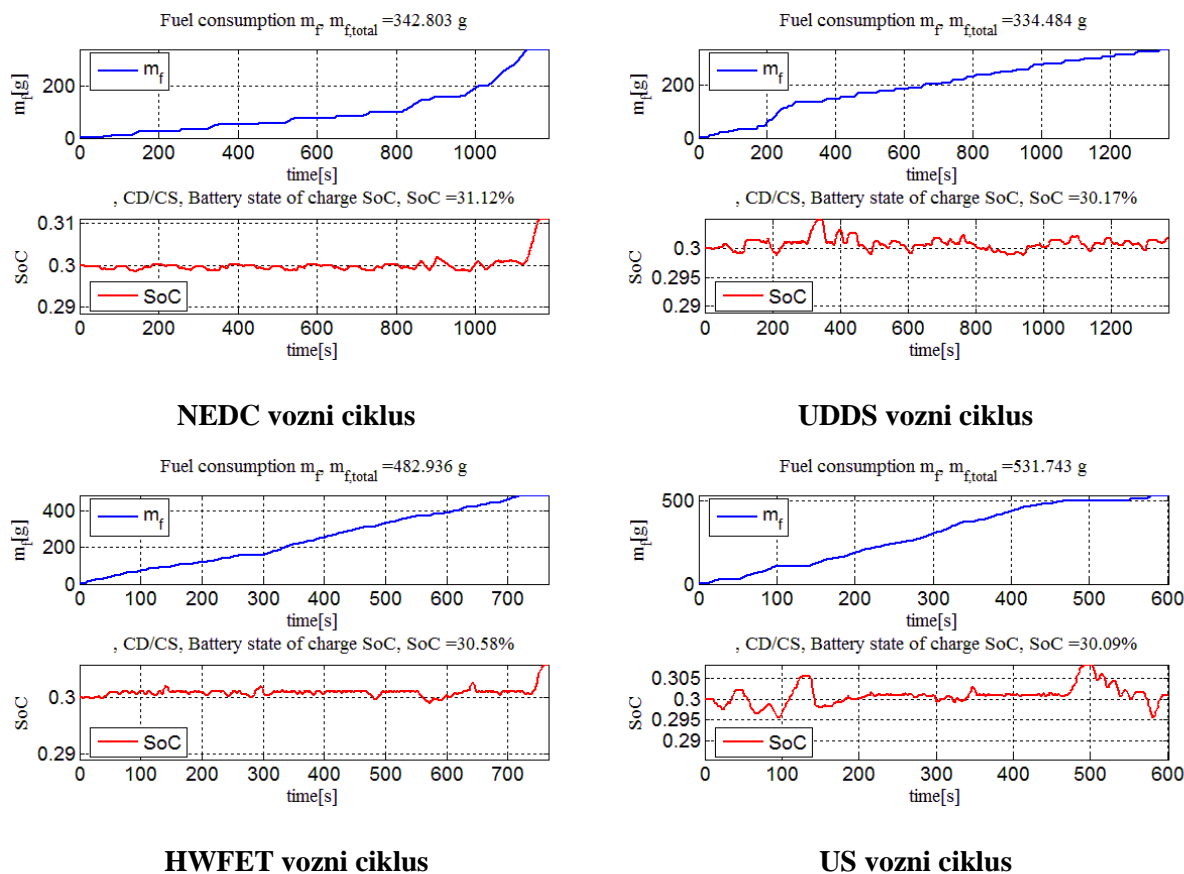 Fuel consumption m_f, m_f,total =342.803 g
m_f
200
0
m_f[g]
0 200 400 600 800 1000
time[s]
, CD/CS, Battery state of charge SoC, SoC =31.12%
0.31
0.3
0.29
SoC
SoC
0 200 400 600 800 1000
time[s]
NEDC vozni ciklus
Fuel consumption m_f, m_f,total =334.484 g
m_f
200
0
m_f[g]
0 200 400 600 800 1000 1200
time[s]
, CD/CS, Battery state of charge SoC, SoC =30.17%
0.3
0.295
0.29
SoC
SoC
0 200 400 600 800 1000 1200
time[s]
UDDS vozni ciklus
Fuel consumption m_f, m_f,total =482.936 g
m_f
400
200
0
m_f[g]
0 100 200 300 400 500 600 700
time[s]
, CD/CS, Battery state of charge SoC, SoC =30.58%
0.3
0.29
SoC
SoC
0 100 200 300 400 500 600 700
time[s]
HWFET vozni ciklus
Fuel consumption m_f, m_f,total =531.743 g
m_f
500
0
m_f[g]
0 100 200 300 400 500 600
time[s]
, CD/CS, Battery state of charge SoC, SoC =30.09%
0.305
0.3
0.295
0.29
SoC
SoC
0 100 200 300 400 500 600
time[s]
US vozni ciklus